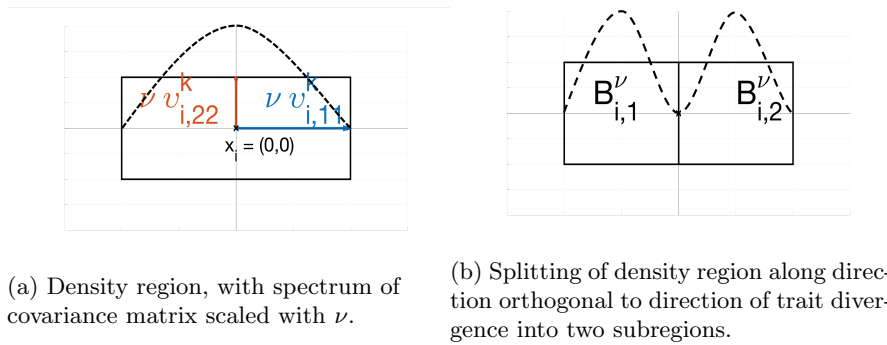 ν υ^k_{i,22} ν υ^k_{i,11}
x_i = (0,0)
B^ν_{i,1} B^ν_{i,2}
(a) Density region, with spectrum of
covariance matrix scaled with ν.
(b) Splitting of density region along direc-
tion orthogonal to direction of trait diver-
gence into two subregions.